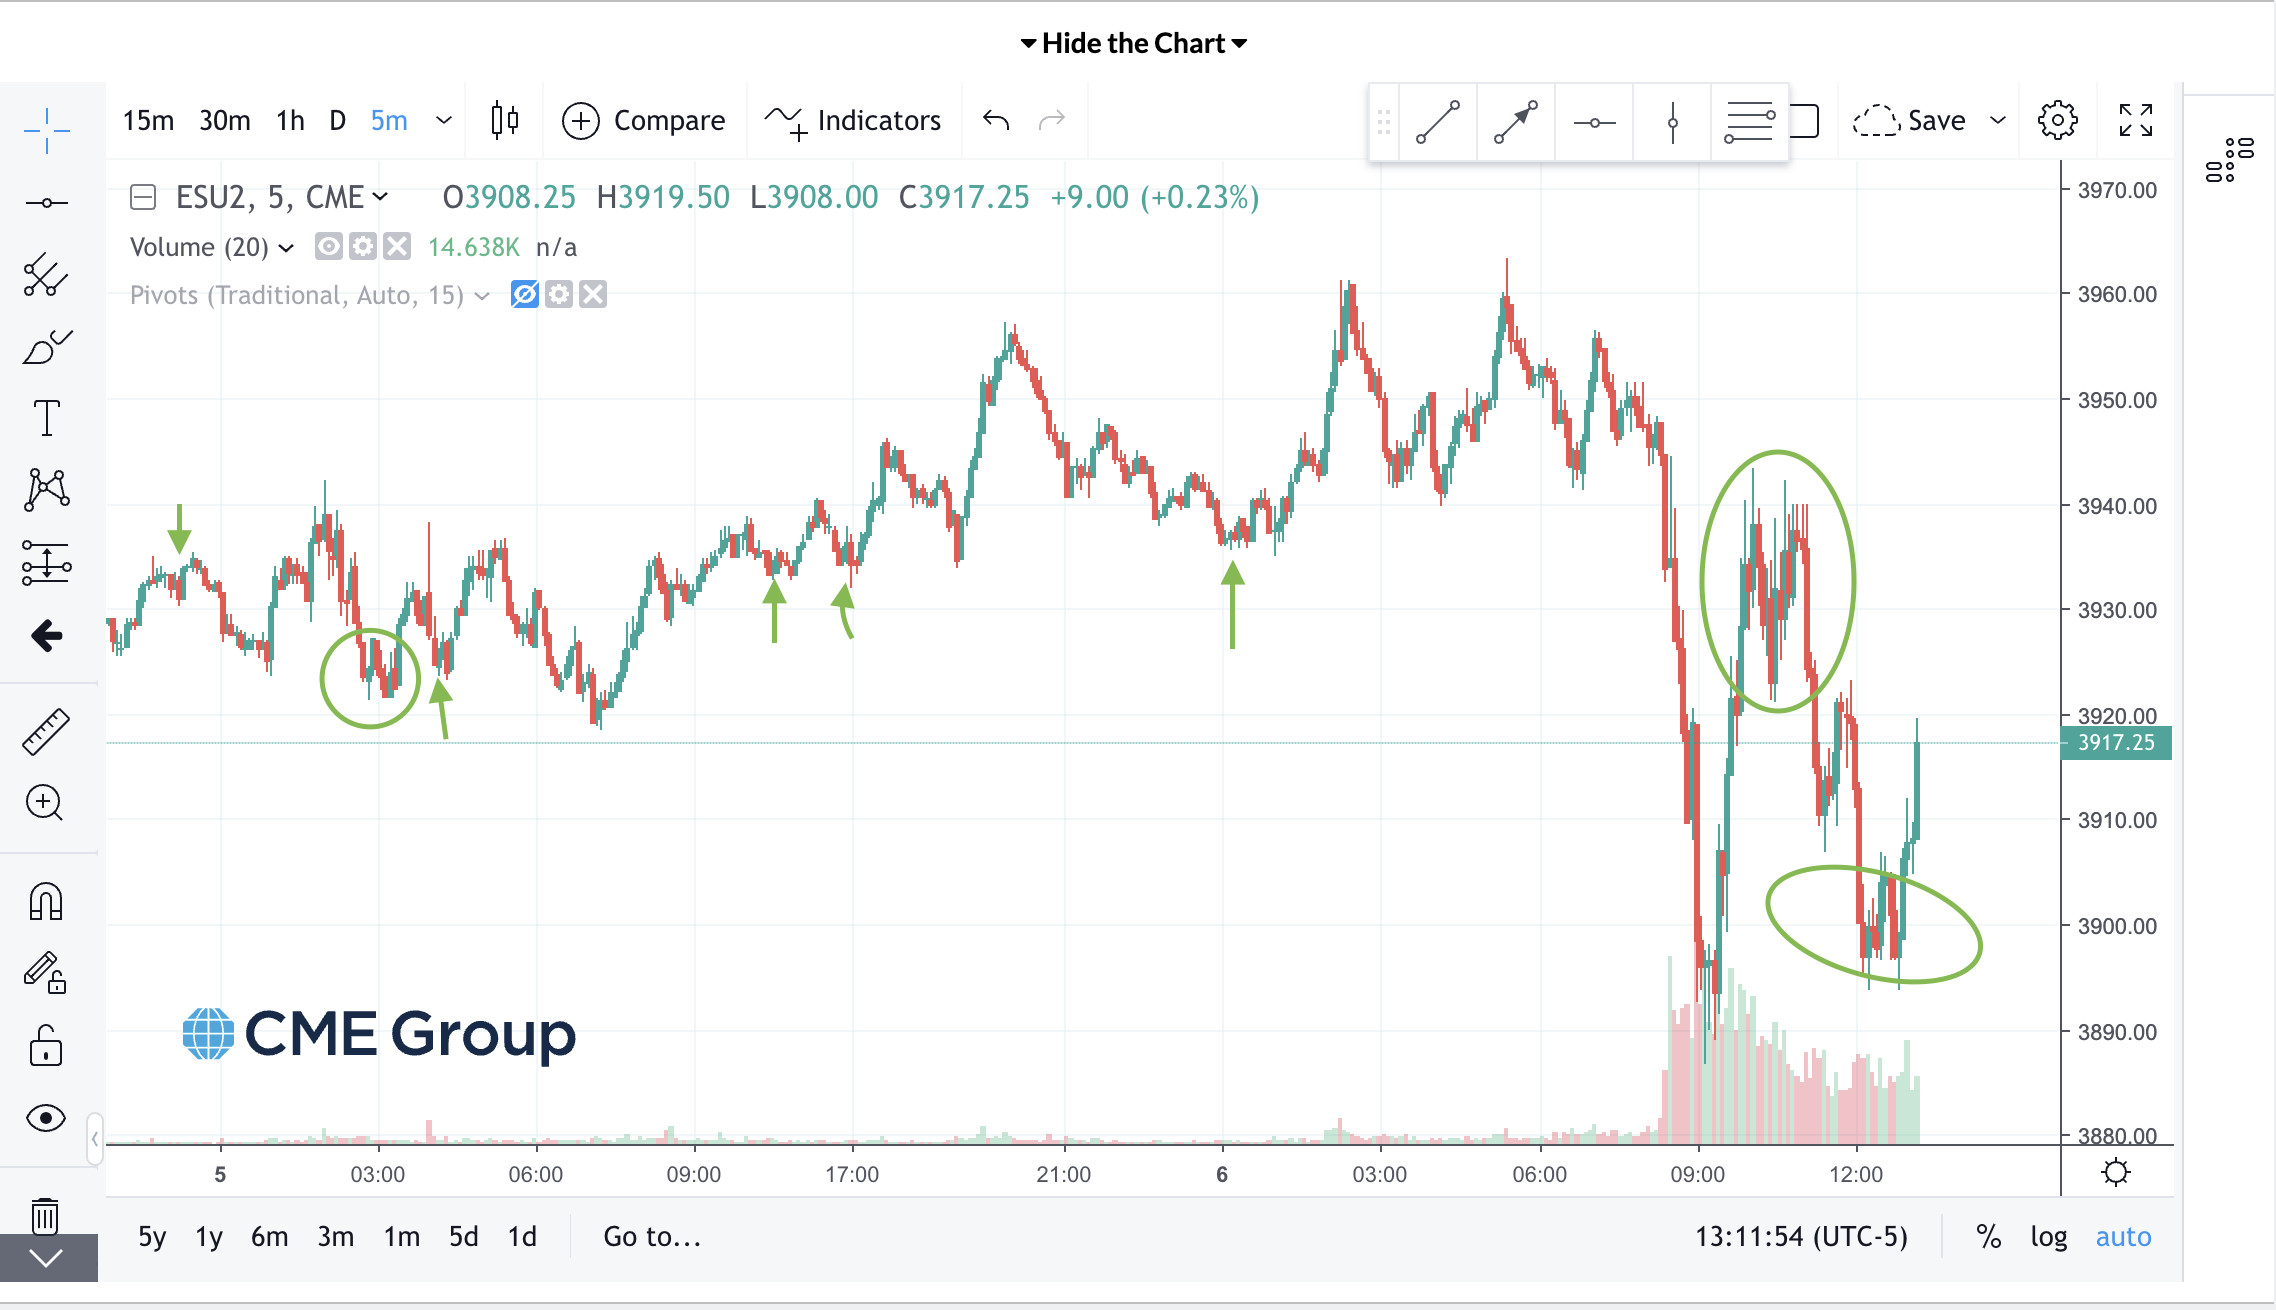 Hide the Chart
15m 30m 1h D 5m Compare Indicators Save
ESU2, 5, CME O3908.25 H3919.50 L3908.00 C3917.25 +9.00 (+0.23%)
Volume (20) 14.638K n/a
Pivots (Traditional, Auto, 15)
3970.00
3960.00
3950.00
3940.00
3930.00
3920.00
3917.25
3910.00
3900.00
3890.00
3880.00
CME Group
5 03:00 06:00 09:00 17:00 21:00 6 03:00 06:00 09:00 12:00
5y 1y 6m 3m 1m 5d 1d Go to... 13:11:54 (UTC-5) % log auto